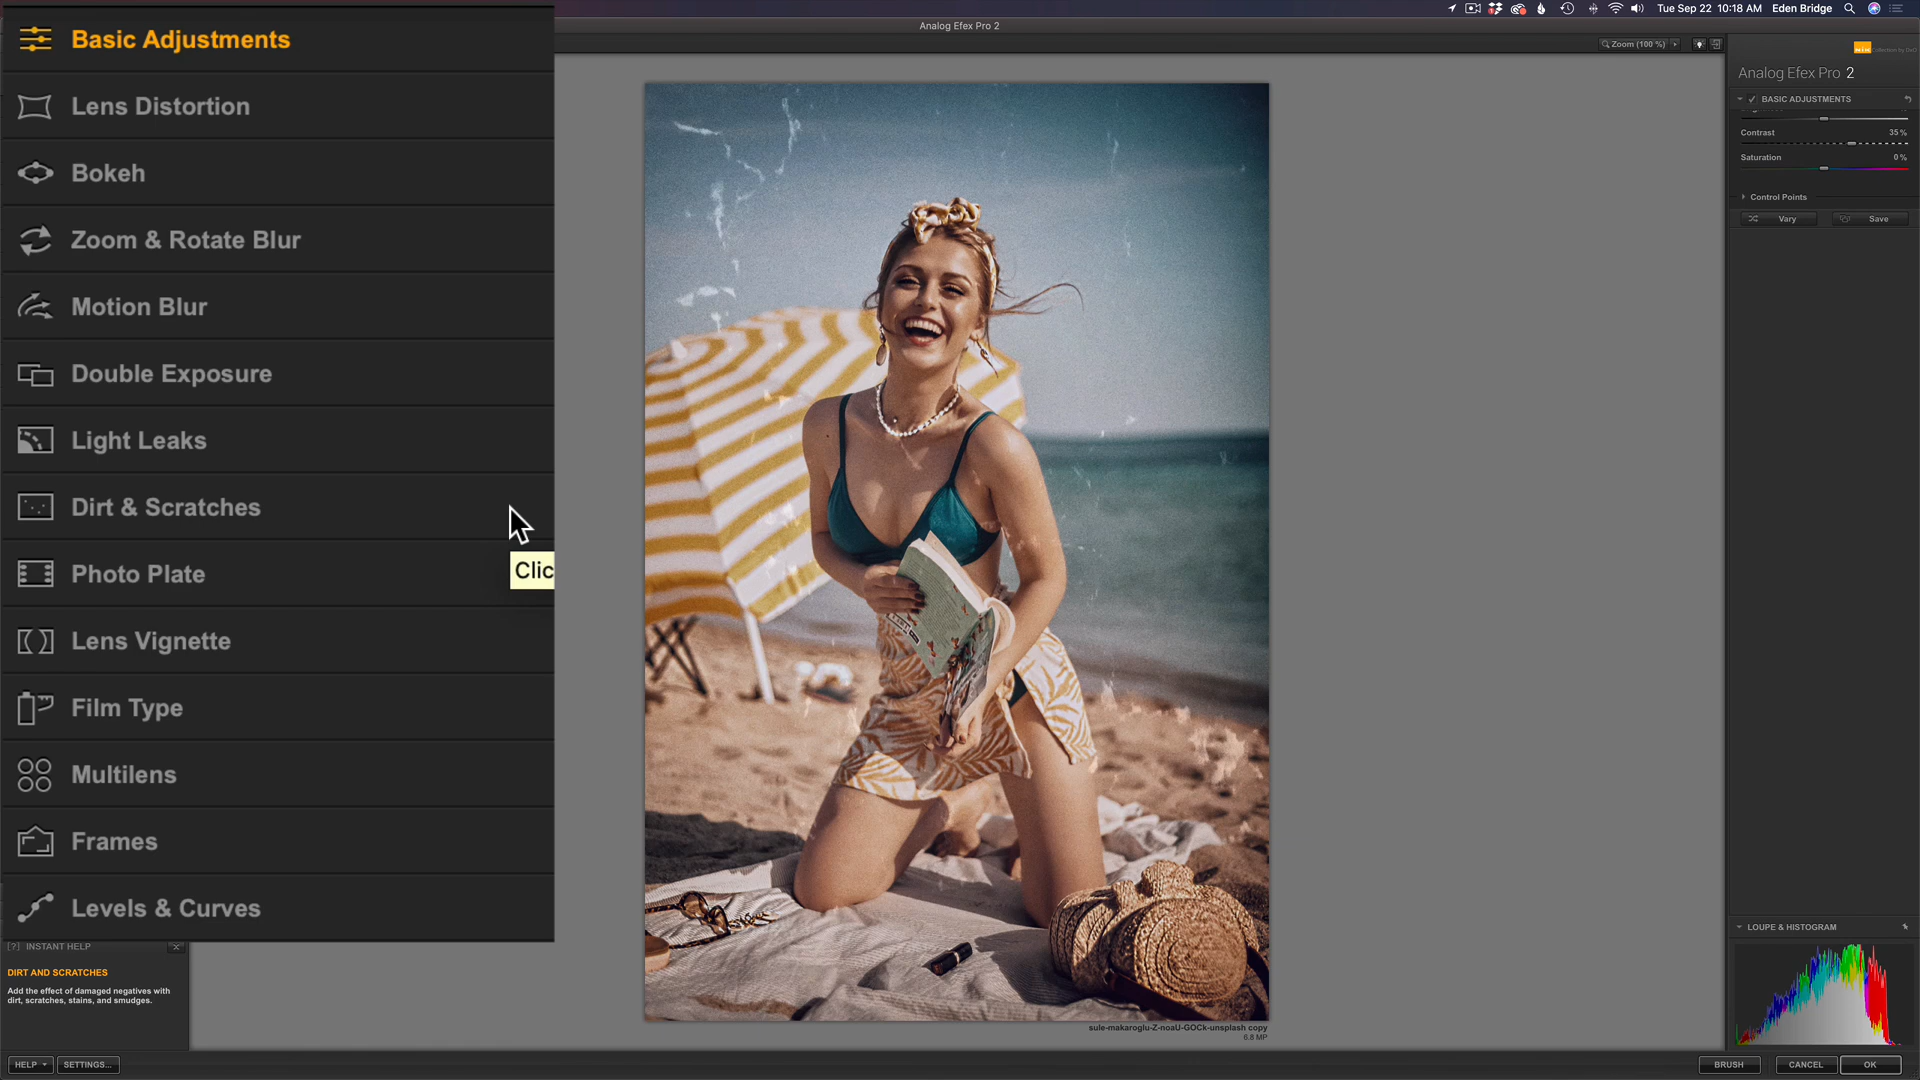 Basic Adjustments
Lens Distortion
Bokeh
Zoom & Rotate Blur
Motion Blur
Double Exposure
Light Leaks
Dirt & Scratches
Clic
Photo Plate
Lens Vignette
Film Type
Multilens
Frames
Levels & Curves
[?] INSTANT HELP
DIRT AND SCRATCHES
Add the effect of damaged negatives with
dirt, scratches, stains, and smudges.
HELP
SETTINGS...
Tue Sep 22 10:18 AM Eden Bridge
Analog Efex Pro 2
Zoom (100 %)
sule-makaroglu-Z-noaU-GOCk-unsplash copy
6.8 MP
Analog Efex Pro 2
BASIC ADJUSTMENTS
Contrast 35 %
Saturation 0 %
Control Points
Vary Save
LOUPE & HISTOGRAM
BRUSH CANCEL OK